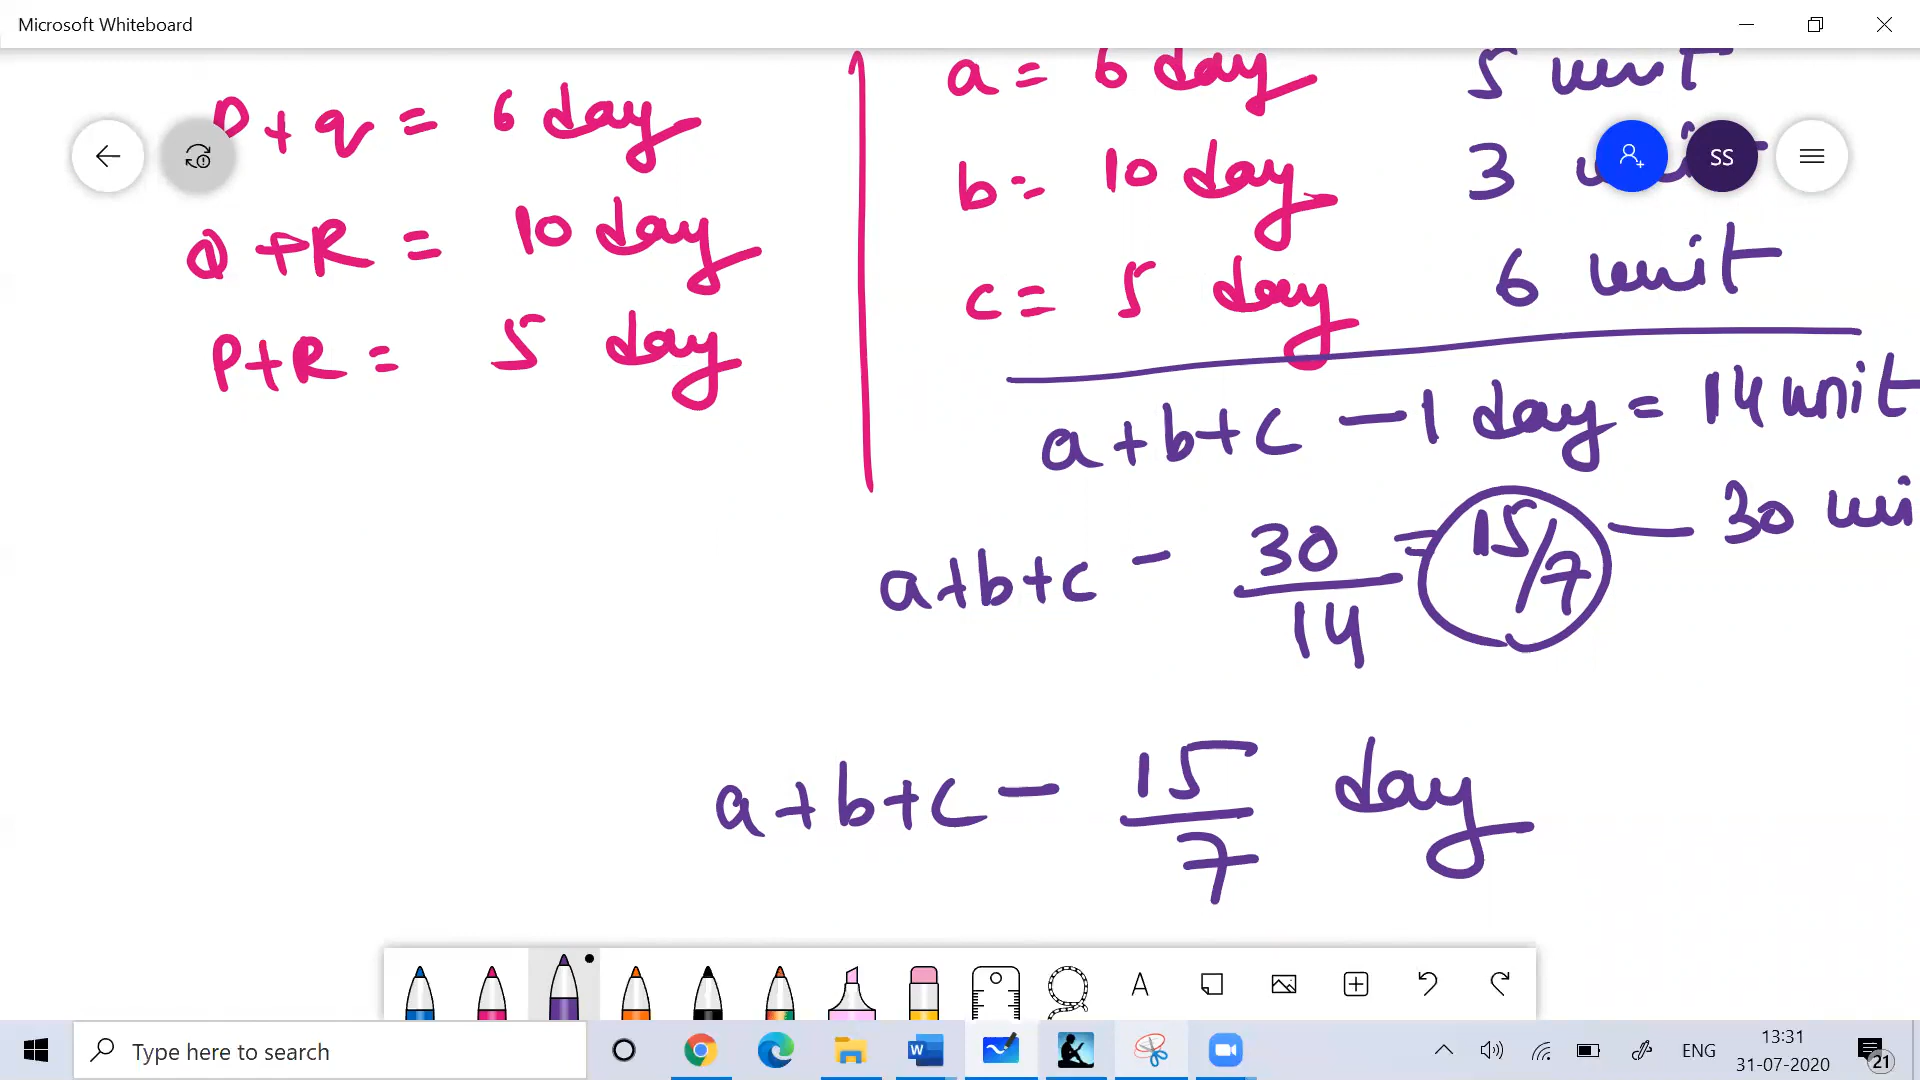 Microsoft Whiteboard
P+q = 6 day
Q+R = 10 day
P+R = 5 day
a = 6 day 5 unit
b = 10 day 3
c = 5 day 6 unit
SS
a+b+c — 1 day = 14 unit
a+b+c — 30/14 = 15/7 — 30
a+b+c — 15/7 day
A
Type here to search
ENG
13:31
31-07-2020
21